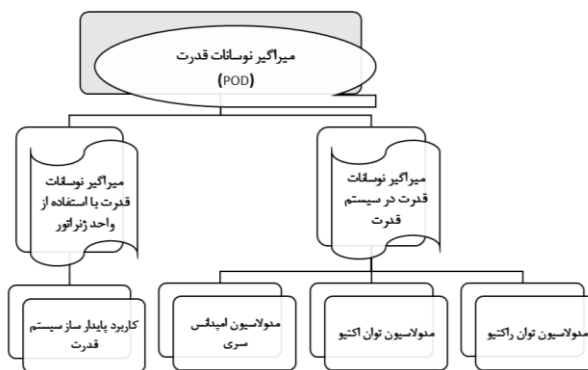 میراگیر نوسانات قدرت
(POD)
میراگیر نوسانات
قدرت در سیستم
قدرت
میراگیر نوسانات
قدرت با استفاده از
واحد ژنراتور
مدولاسیون توان راکتیو
مدولاسیون توان اکتیو
مدولاسیون امپدانس
سری
کاربرد پایدار ساز سیستم
قدرت